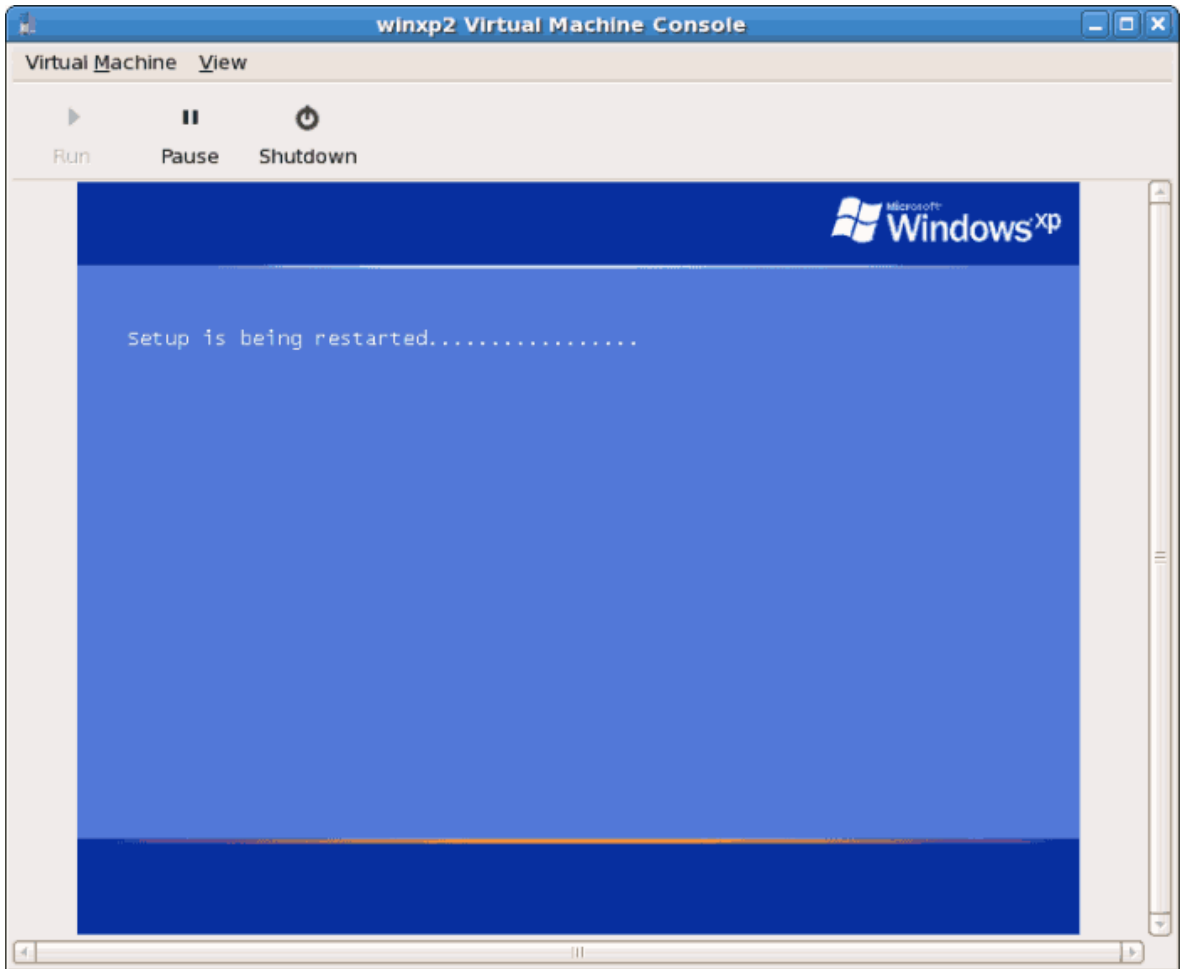 winxp2 Virtual Machine Console
Virtual Machine View
Run Pause Shutdown
Microsoft
Windows xp
Setup is being restarted.................